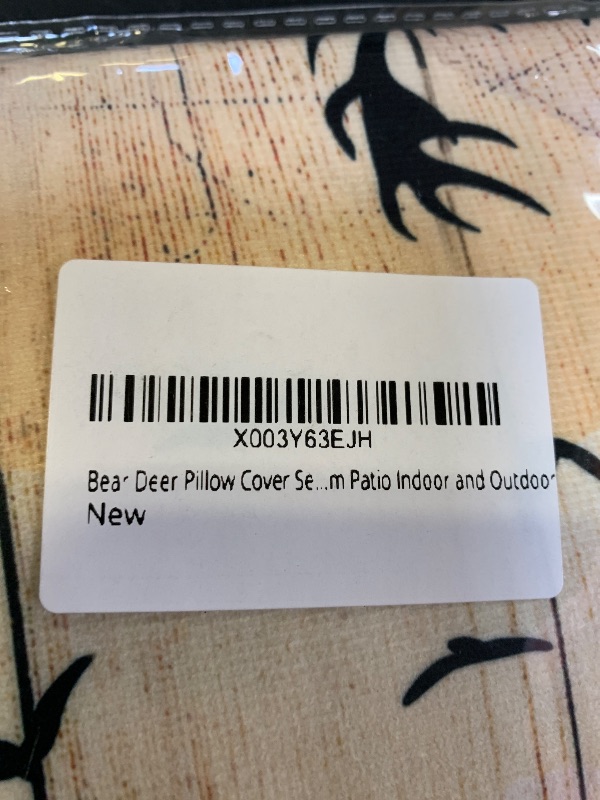 X003Y63EJH
Bear Deer Pillow Cover Se...m Patio Indoor and Outdoor
New